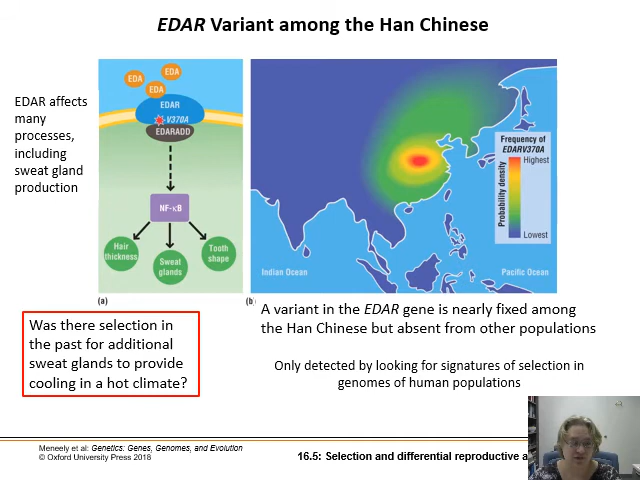 EDAR Variant among the Han Chinese
EDAR affects
many
processes,
including
sweat gland
production
EDA
EDA
EDA
EDAR
V370A
EDARADD
NF-κB
Hair
thickness
Sweat
glands
Tooth
shape
(a)
Frequency of
EDARV370A
Highest
Probability density
Lowest
Indian Ocean
Pacific Ocean
(b)
Was there selection in
the past for additional
sweat glands to provide
cooling in a hot climate?
A variant in the EDAR gene is nearly fixed among
the Han Chinese but absent from other populations
Only detected by looking for signatures of selection in
genomes of human populations
Meneely et al: Genetics: Genes, Genomes, and Evolution
© Oxford University Press 2018
16.5: Selection and differential reproductive a